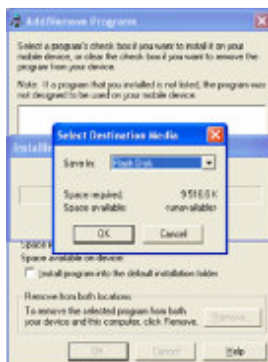 Add/Remove Programs
Select a program's check box if you want to install it on your
mobile device, or clear the check box if you want to remove the
program from your device.
Note: If a program that you installed is not listed, the program was
not designed to be used on your mobile device.
Select Destination Media
Save In:
Flash Disk
Space required:
9516.6 K
Space available:
<unavailable>
OK
Cancel
Space available on device:
Install program into the default installation folder
Remove from both locations
To remove the selected program from both
your device and this computer, click Remove.
Remove...
OK
Cancel
Help